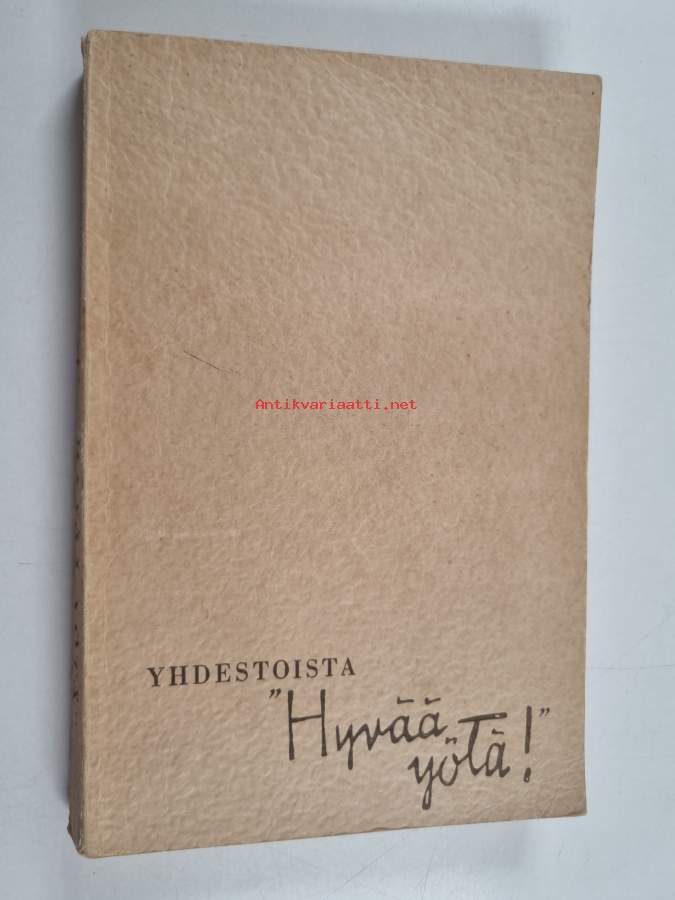 Antikvariaatti.net
YHDESTOISTA
"Hyvää
yötä!"